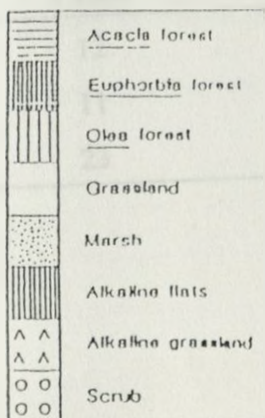 Acacia forest
Euphorbia forest
Olea forest
Grassland
Marsh
Alkaline flats
Alkaline grassland
Scrub